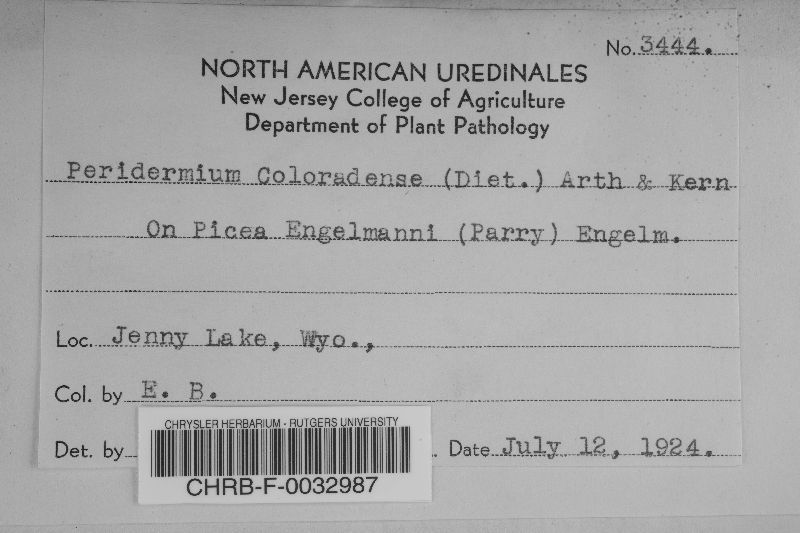 No. 3444.
NORTH AMERICAN UREDINALES
New Jersey College of Agriculture
Department of Plant Pathology
Peridermium Coloradense (Diet.) Arth & Kern
On Picea Engelmanni (Parry) Engelm.
Loc. Jenny Lake, Wyo.,
Col. by E. B.
Det. by . Date July 12, 1924.
CHRYSLER HERBARIUM - RUTGERS UNIVERSITY
CHRB-F-0032987